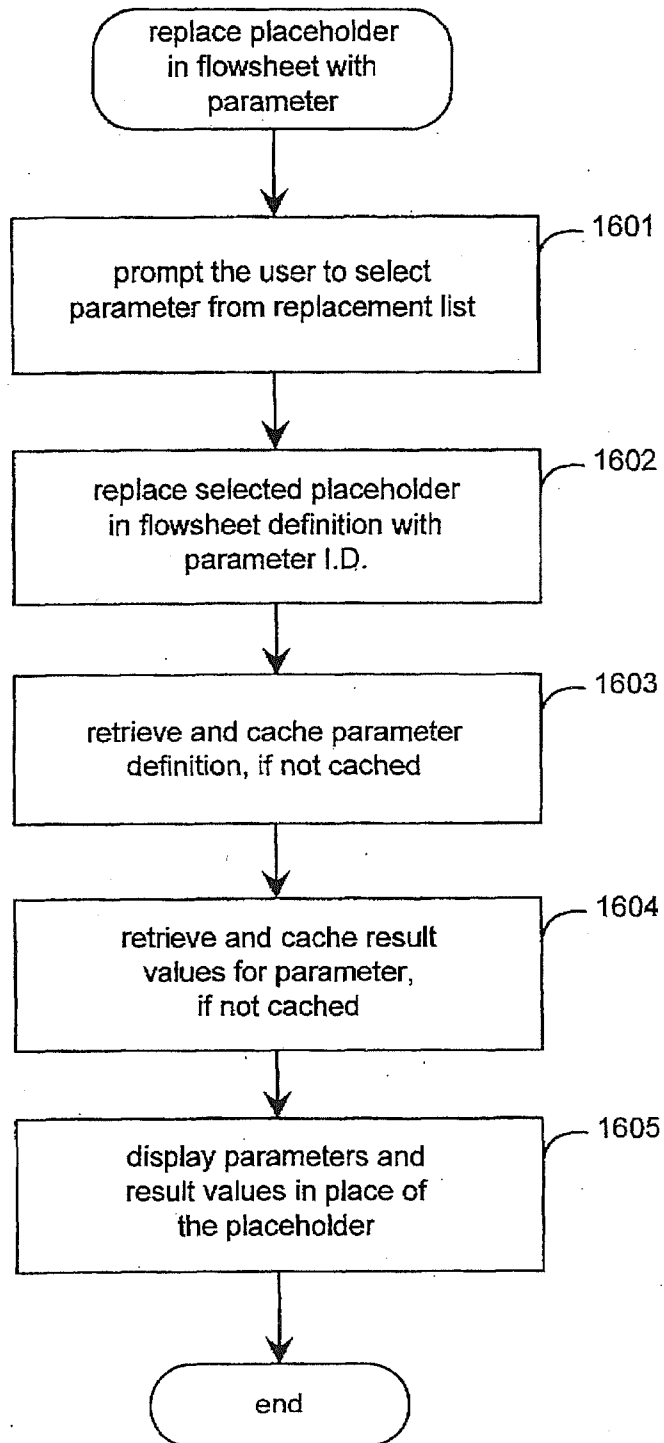 replace placeholder
in flowsheet with
parameter
1601
prompt the user to select
parameter from replacement list
1602
replace selected placeholder
in flowsheet definition with
parameter I.D.
1603
retrieve and cache parameter
definition, if not cached
1604
retrieve and cache result
values for parameter,
if not cached
1605
display parameters and
result values in place of
the placeholder
end